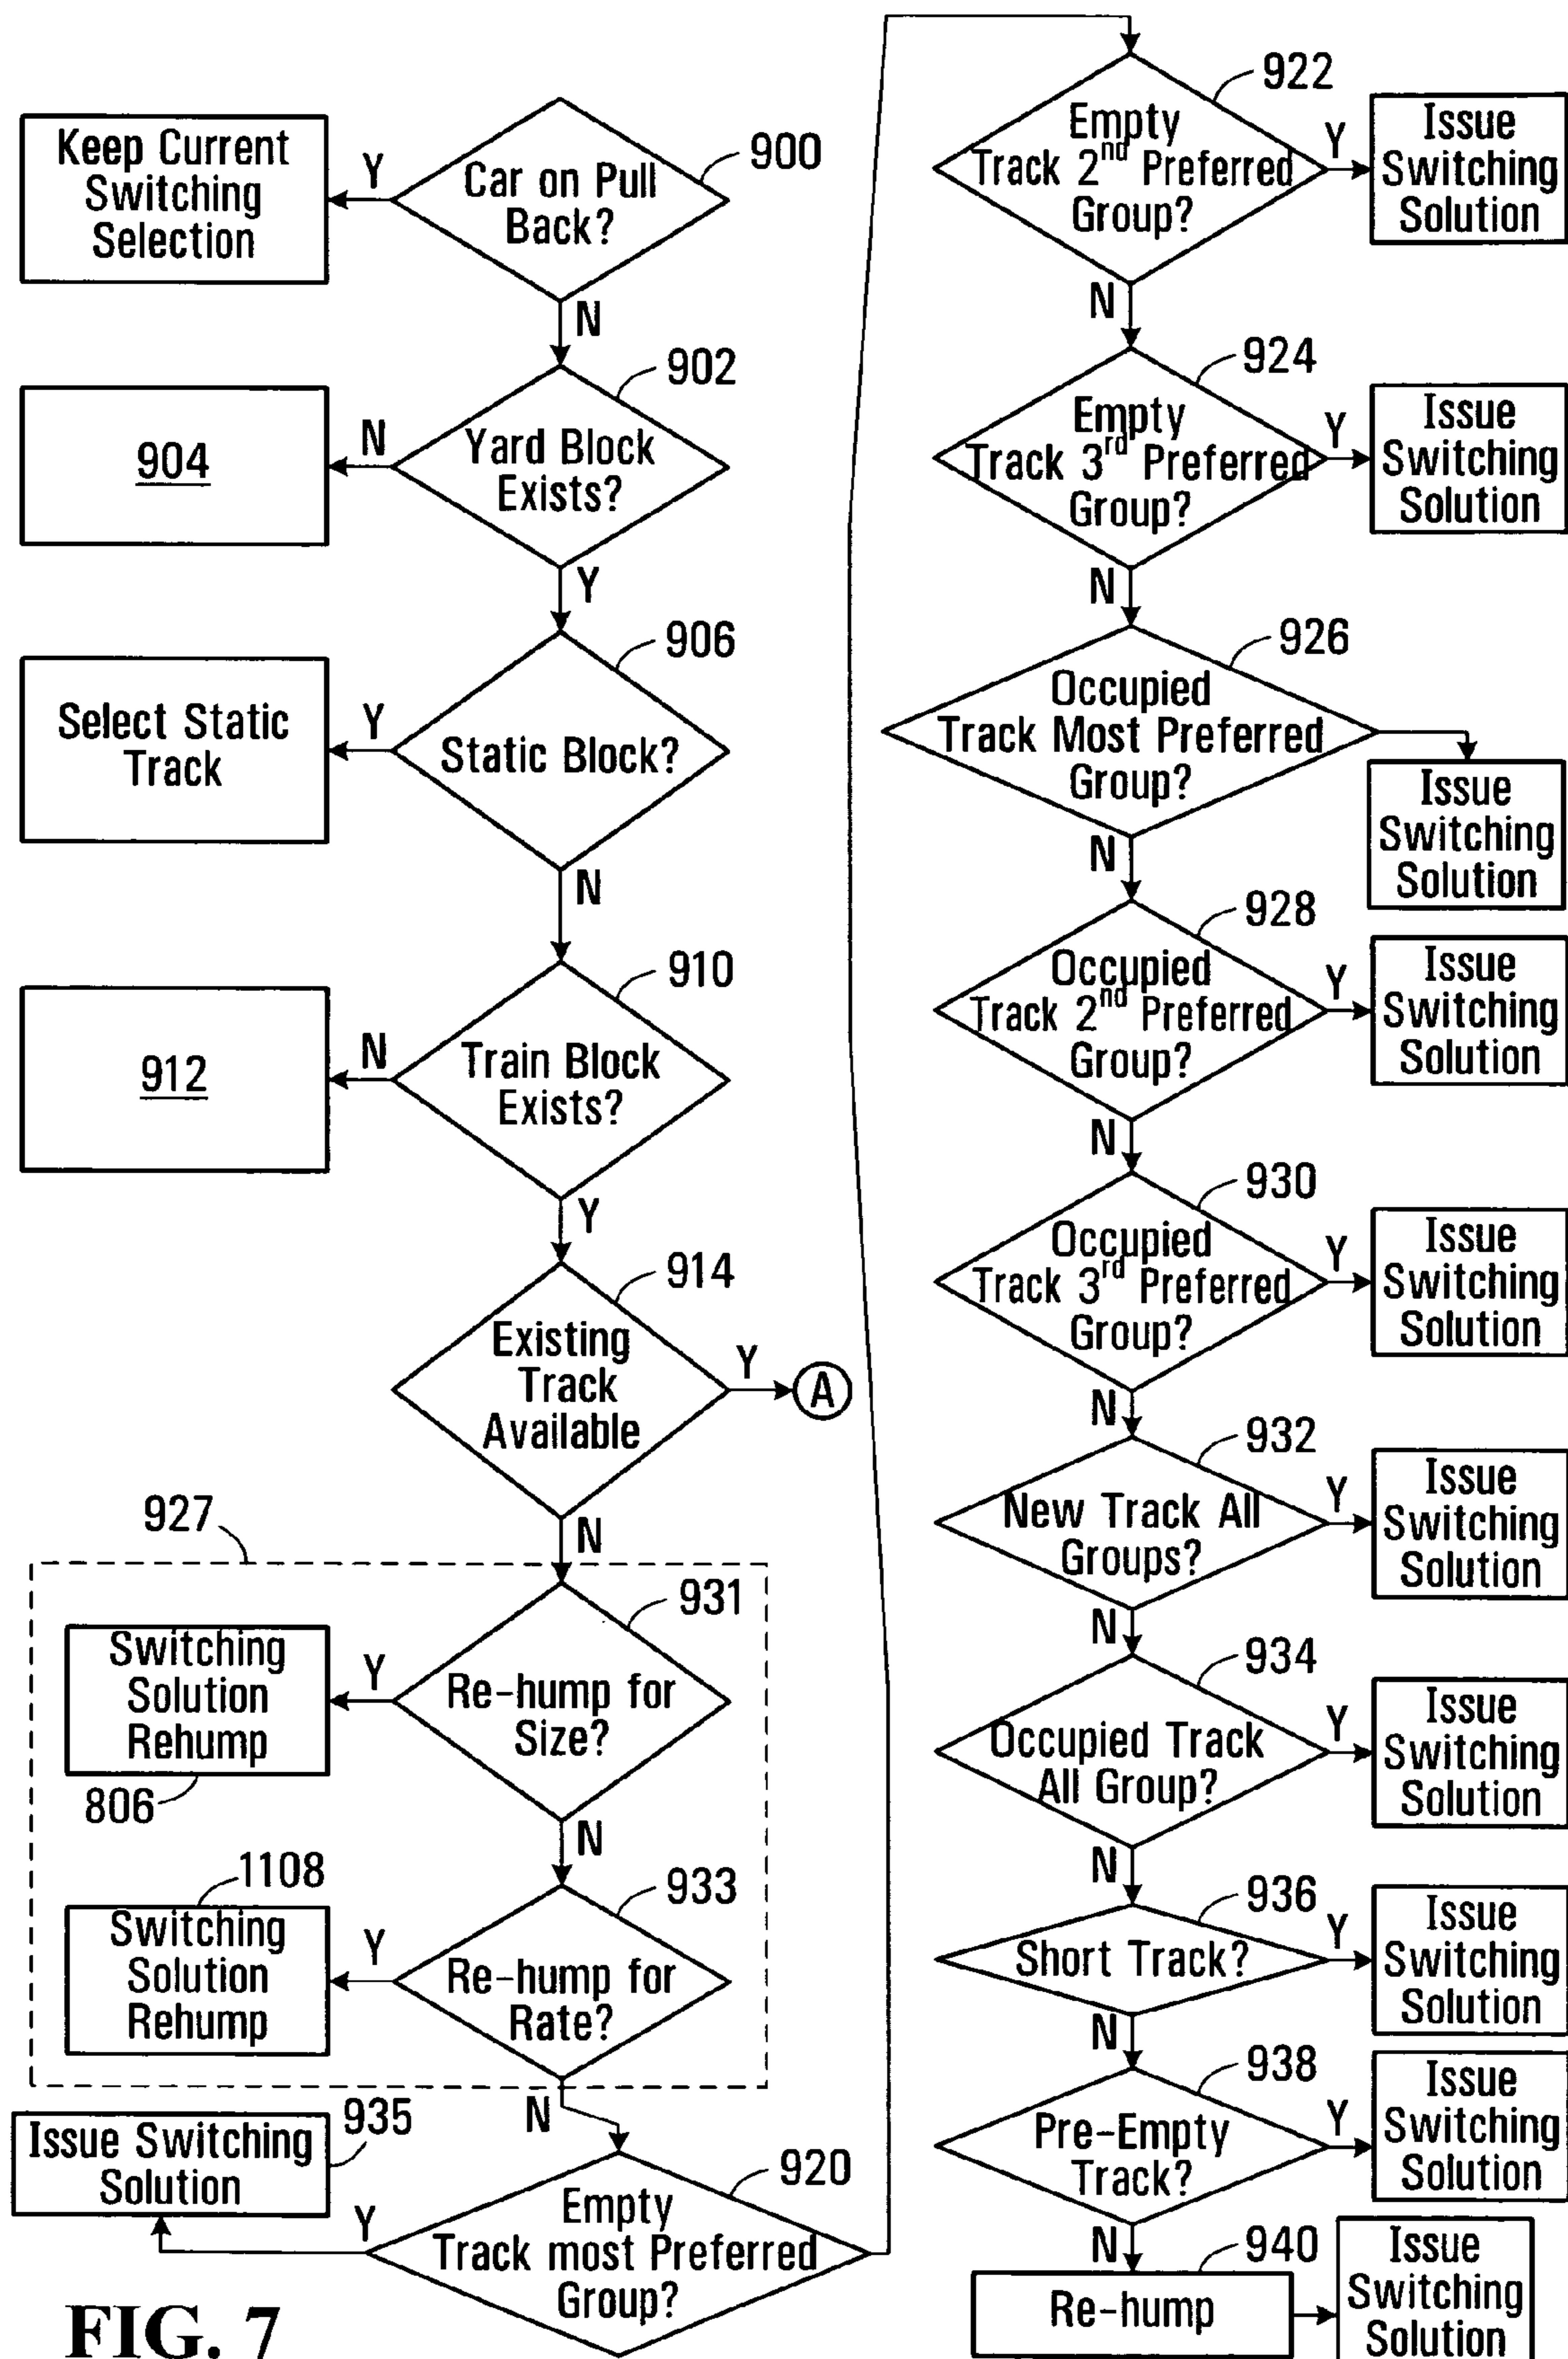 Keep Current
Switching
Selection
Y
Car on Pull
Back?
900
N
902
904
N
Yard Block
Exists?
Y
906
Select Static
Track
Y
Static Block?
N
910
912
N
Train Block
Exists?
Y
914
Existing
Track
Available
Y
A
N
927
931
Switching
Solution
Rehump
806
Y
Re-hump for
Size?
N
1108
933
Switching
Solution
Rehump
Y
Re-hump for
Rate?
N
935
Issue Switching
Solution
Y
920
Empty
Track most Preferred
Group?
922
Empty
Track 2nd Preferred
Group?
Y
Issue
Switching
Solution
N
924
Empty
Track 3rd Preferred
Group?
Y
Issue
Switching
Solution
N
926
Occupied
Track Most Preferred
Group?
Issue
Switching
Solution
N
928
Occupied
Track 2nd Preferred
Group?
Y
Issue
Switching
Solution
N
930
Occupied
Track 3rd Preferred
Group?
Y
Issue
Switching
Solution
N
932
New Track All
Groups?
Y
Issue
Switching
Solution
N
934
Occupied Track
All Group?
Y
Issue
Switching
Solution
N
936
Short Track?
Y
Issue
Switching
Solution
N
938
Pre-Empty
Track?
Y
Issue
Switching
Solution
N
940
Re-hump
Issue
Switching
Solution
FIG. 7